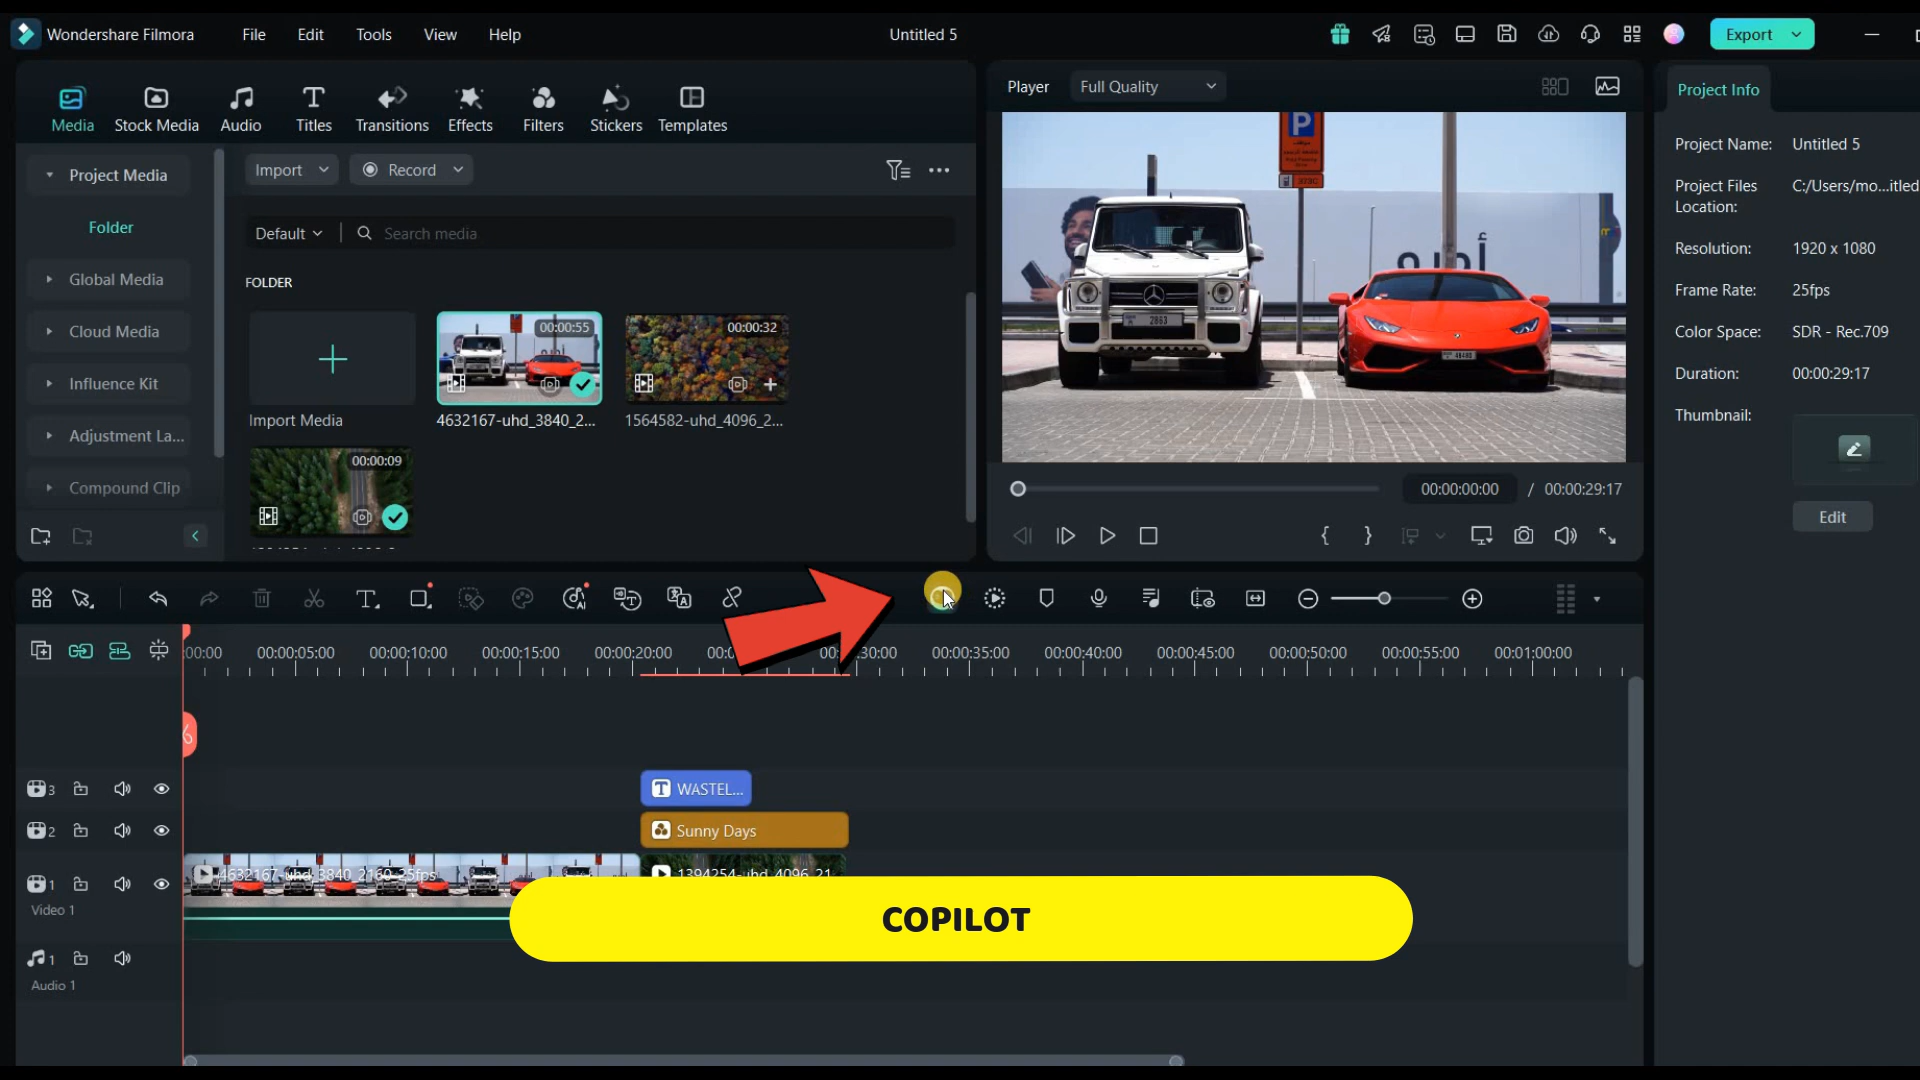 Wondershare Filmora
File
Edit
Tools
View
Help
Untitled 5
Export
Media
Stock Media
Audio
Titles
Transitions
Effects
Filters
Stickers
Templates
Player
Full Quality
Project Info
Project Media
Folder
Global Media
Cloud Media
Influence Kit
Adjustment La...
Compound Clip
Import
Record
Default
Search media
FOLDER
00:00:55
00:00:32
Import Media
4632167-uhd_3840_2...
1564582-uhd_4096_2...
00:00:09
P
2863
00:00:00:00
/
00:00:29:17
Project Name:
Untitled 5
Project Files Location:
C:/Users/mo...itled
Resolution:
1920 x 1080
Frame Rate:
25fps
Color Space:
SDR - Rec.709
Duration:
00:00:29:17
Thumbnail:
Edit
:00:00
00:00:05:00
00:00:10:00
00:00:15:00
00:00:20:00
00:00:35:00
00:00:40:00
00:00:45:00
00:00:50:00
00:00:55:00
00:01:00:00
3
WASTEL...
2
Sunny Days
1
4632167-uhd_3840_2160-25fps
1394254-uhd_4096_21
Video 1
COPILOT
1
Audio 1